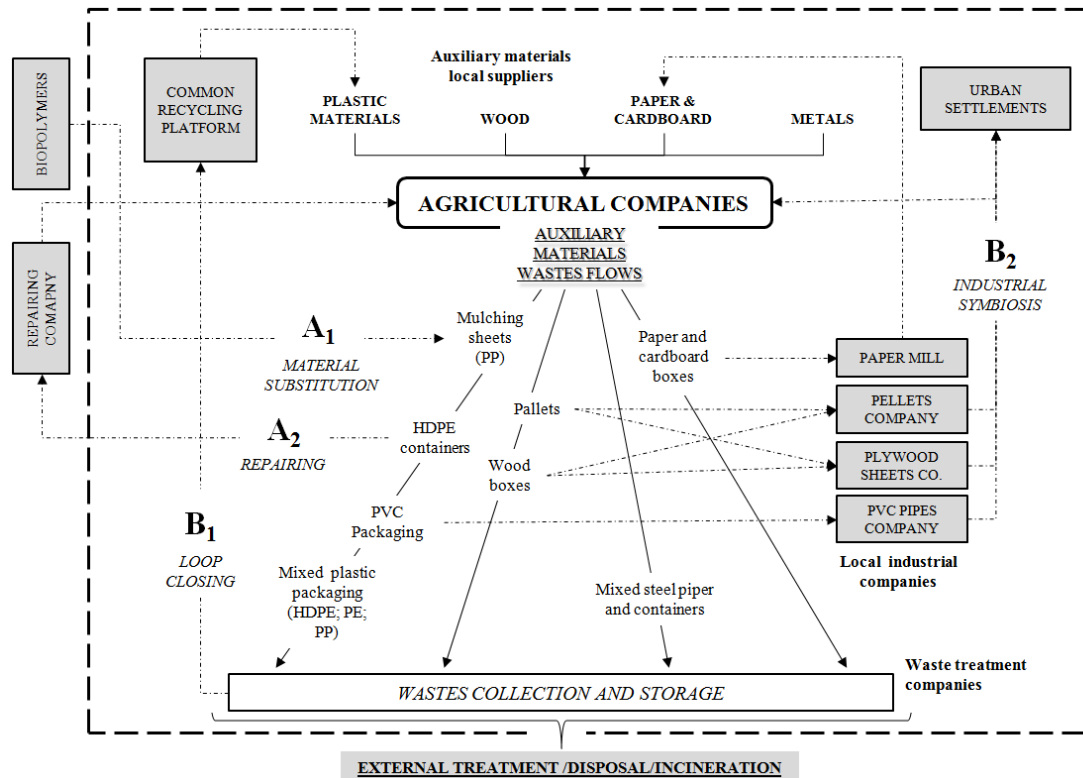 Auxiliary materials
local suppliers
BIOPOLYMERS
COMMON
RECYCLING
PLATFORM
PLASTIC
MATERIALS
WOOD
PAPER &
CARDBOARD
METALS
URBAN
SETTLEMENTS
AGRICULTURAL COMPANIES
AUXILIARY
MATERIALS
WASTES FLOWS
REPAIRING
COMAPNY
B2
INDUSTRIAL
SYMBIOSIS
A1
MATERIAL
SUBSTITUTION
Mulching
sheets
(PP)
Paper and
cardboard
boxes
PAPER MILL
A2
REPAIRING
HDPE
containers
Pallets
PELLETS
COMPANY
Wood
boxes
PLYWOOD
SHEETS CO.
B1
LOOP
CLOSING
PVC
Packaging
PVC PIPES
COMPANY
Local industrial
companies
Mixed plastic
packaging
(HDPE; PE;
PP)
Mixed steel piper
and containers
WASTES COLLECTION AND STORAGE
Waste treatment
companies
EXTERNAL TREATMENT /DISPOSAL/INCINERATION